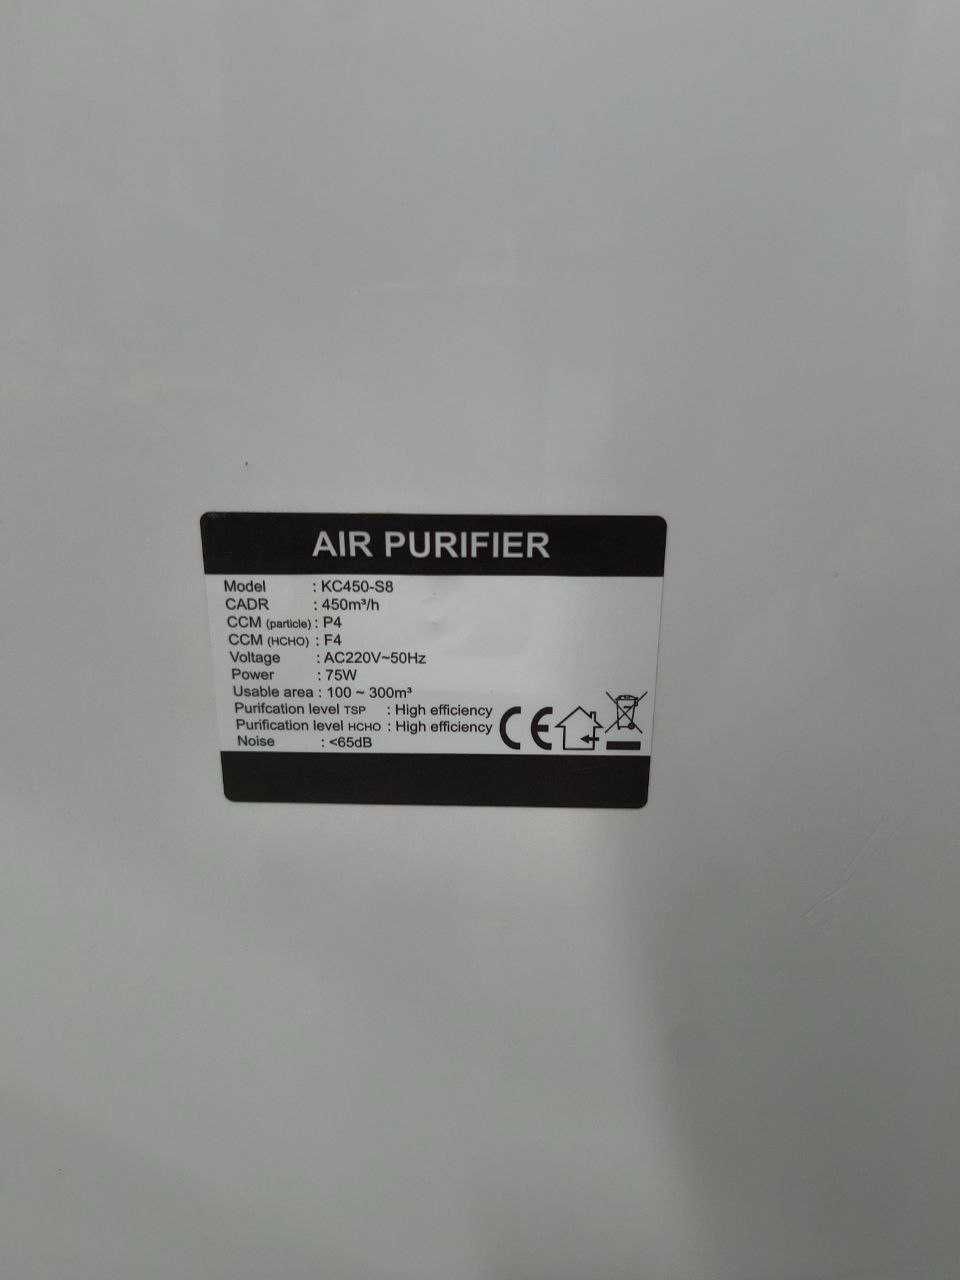 AIR PURIFIER
Model : KC450-S8
CADR : 450m³/h
CCM (particle) : P4
CCM (HCHO) : F4
Voltage : AC220V~50Hz
Power : 75W
Usable area : 100 ~ 300m³
Purifcation level TSP : High efficiency
Purification level HCHO : High efficiency
Noise : <65dB
CE